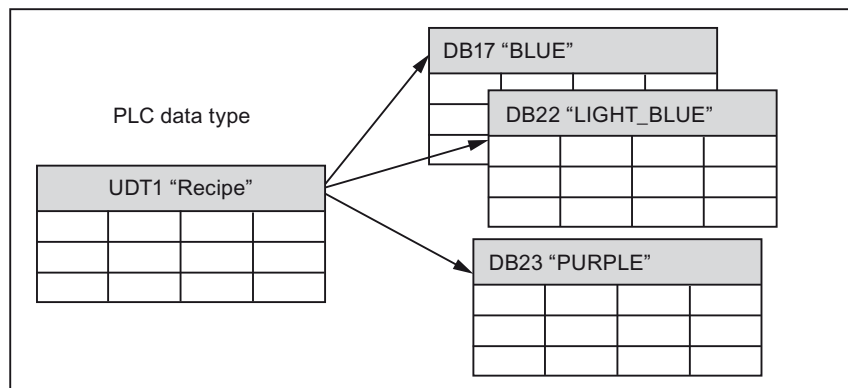 DB17 “BLUE”
DB22 “LIGHT_BLUE”
PLC data type
UDT1 “Recipe”
DB23 “PURPLE”